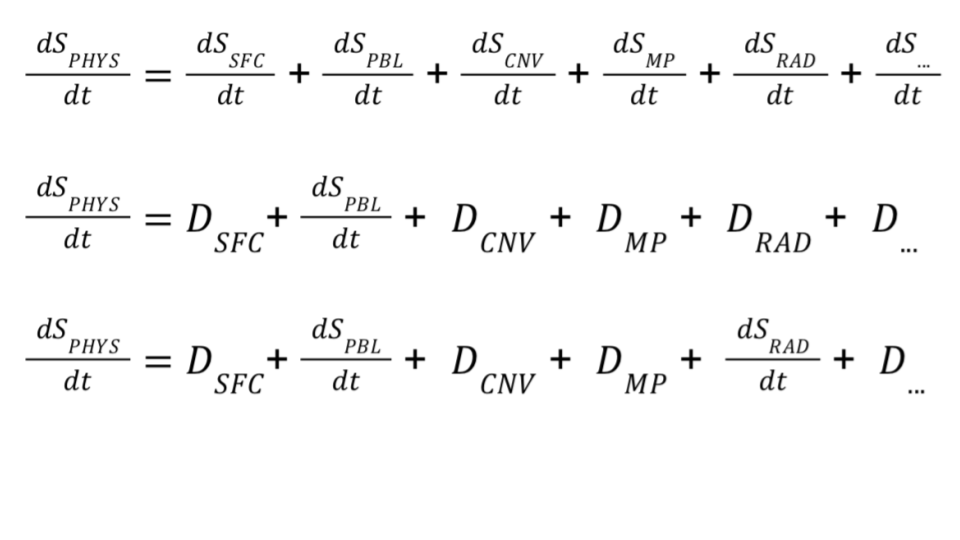 dS_PHYS/dt = dS_SFC/dt + dS_PBL/dt + dS_CNV/dt + dS_MP/dt + dS_RAD/dt + dS_.../dt
dS_PHYS/dt = D_SFC + dS_PBL/dt + D_CNV + D_MP + D_RAD + D_...
dS_PHYS/dt = D_SFC + dS_PBL/dt + D_CNV + D_MP + dS_RAD/dt + D_...